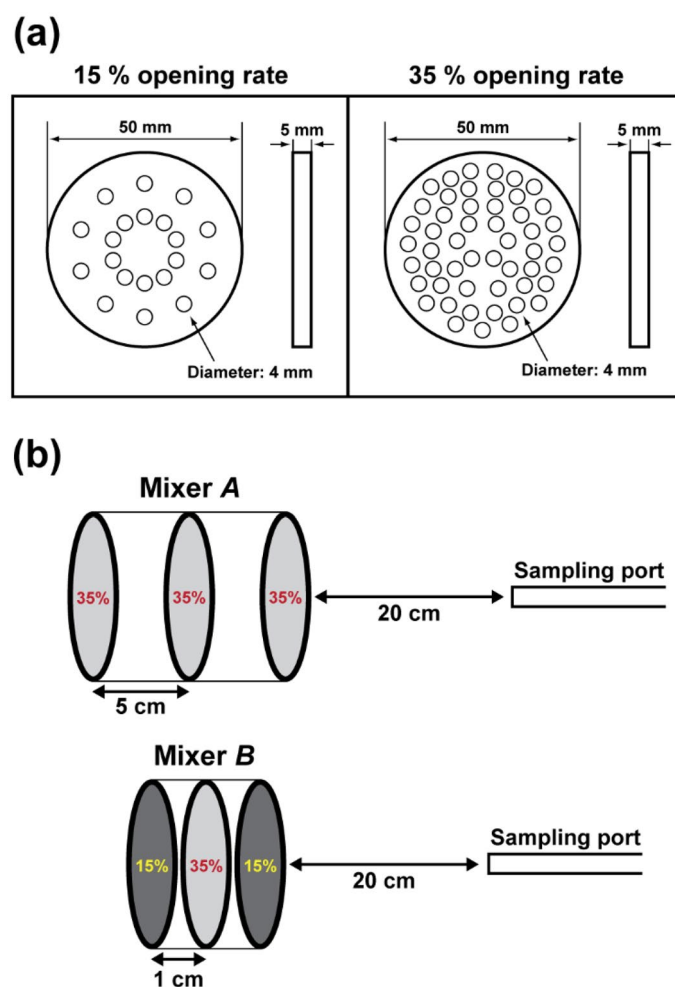 (a)
15 % opening rate
35 % opening rate
50 mm
5 mm
50 mm
5 mm
Diameter: 4 mm
Diameter: 4 mm
(b)
Mixer A
35%
35%
35%
Sampling port
20 cm
5 cm
Mixer B
15%
35%
15%
Sampling port
20 cm
1 cm